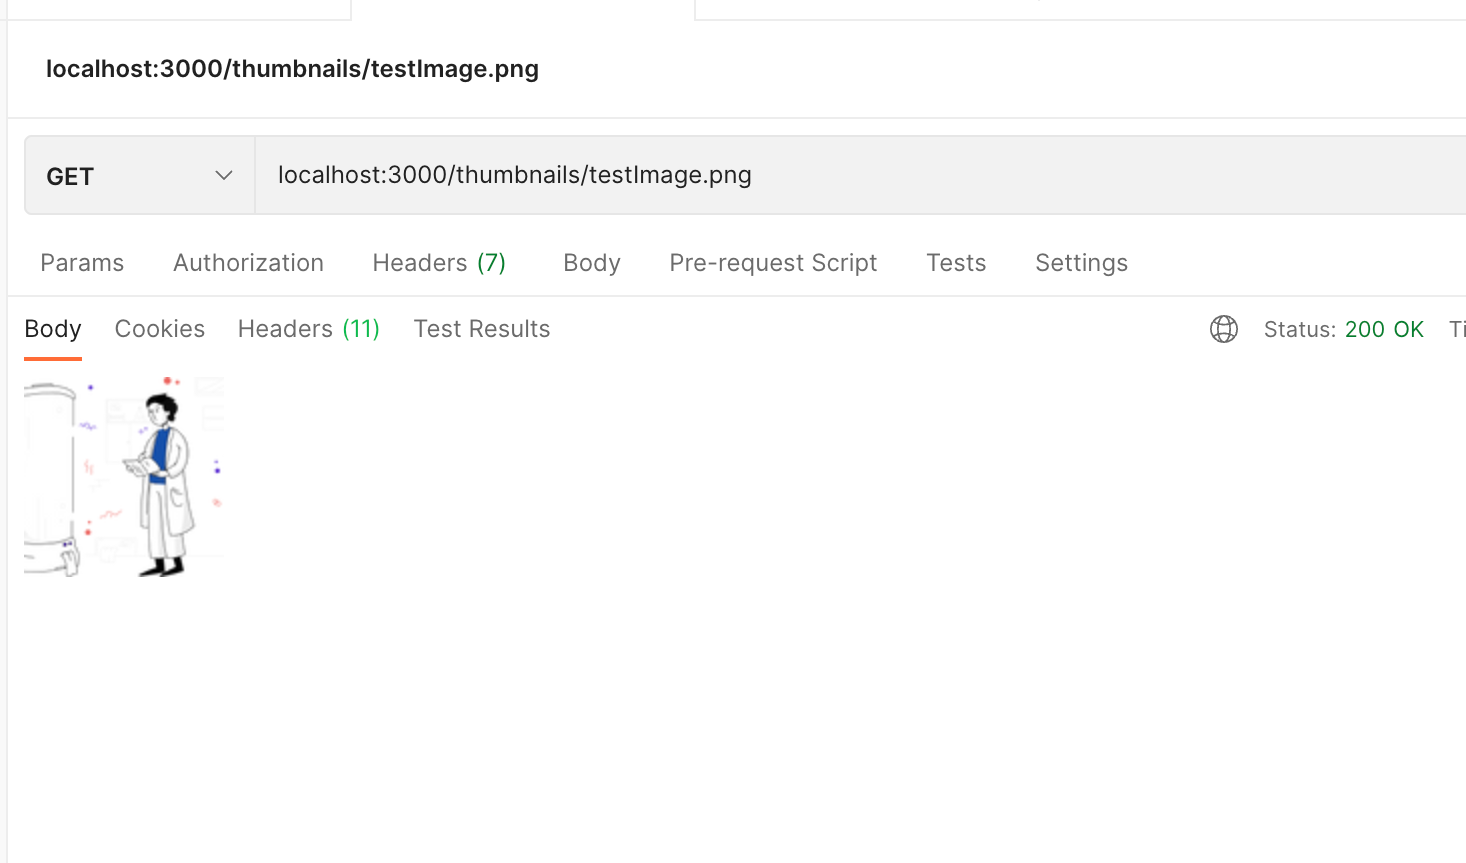 localhost:3000/thumbnails/testImage.png
GET localhost:3000/thumbnails/testImage.png
Params Authorization Headers (7) Body Pre-request Script Tests Settings
Body Cookies Headers (11) Test Results Status: 200 OK Ti